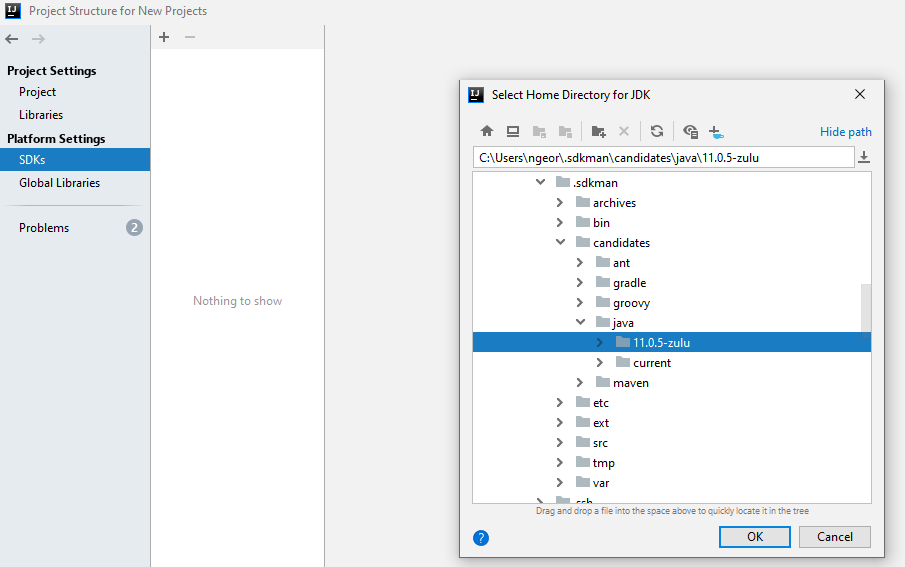 IJ Project Structure for New Projects
Project Settings
Project
Libraries
Platform Settings
SDKs
Global Libraries
Problems 2
Nothing to show
IJ Select Home Directory for JDK
Hide path
C:\Users\ngeor\.sdkman\candidates\java\11.0.5-zulu
.sdkman
archives
bin
candidates
ant
gradle
groovy
java
11.0.5-zulu
current
maven
etc
ext
src
tmp
var
.ssh
Drag and drop a file into the space above to quickly locate it in the tree
?
OK Cancel